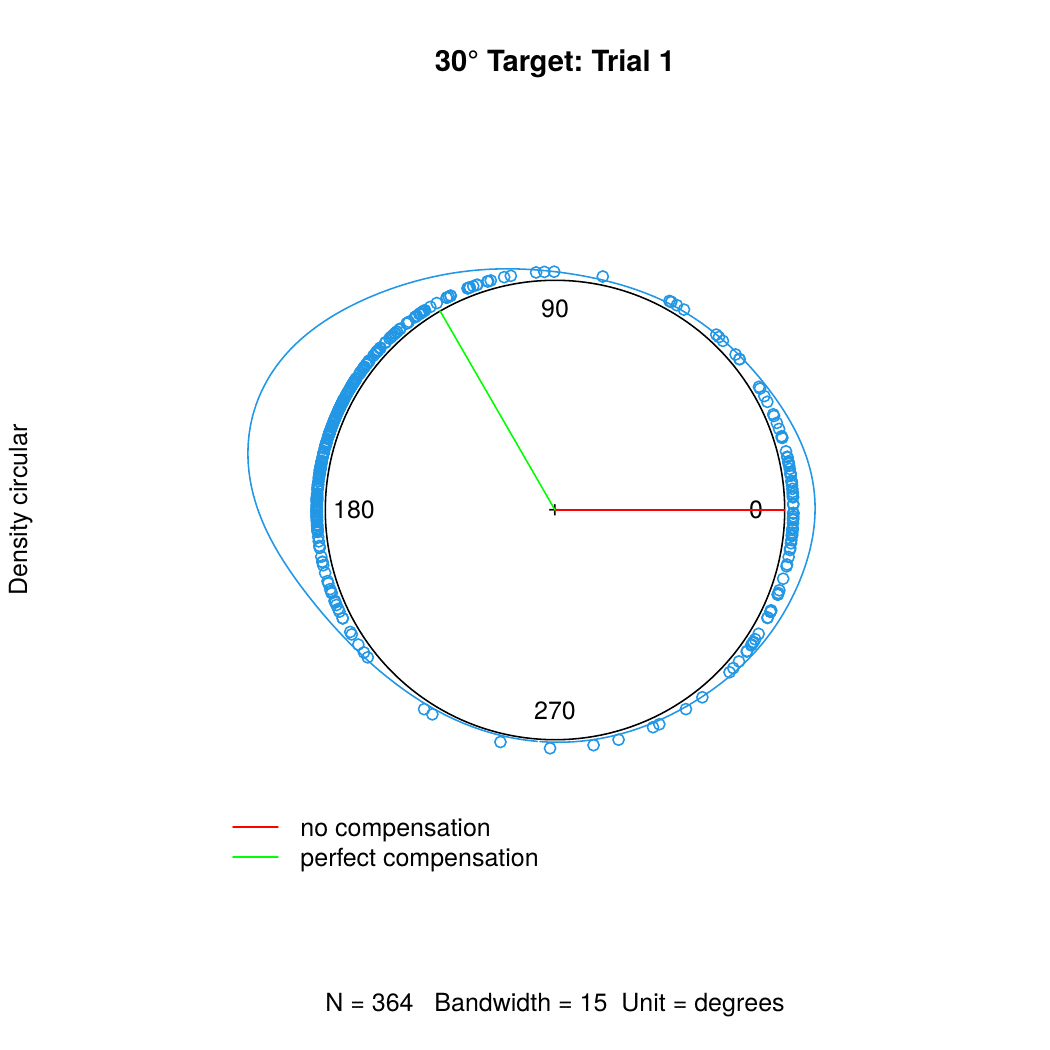 30° Target: Trial 1
Density circular
90
180
0
270
no compensation
perfect compensation
N = 364 Bandwidth = 15 Unit = degrees